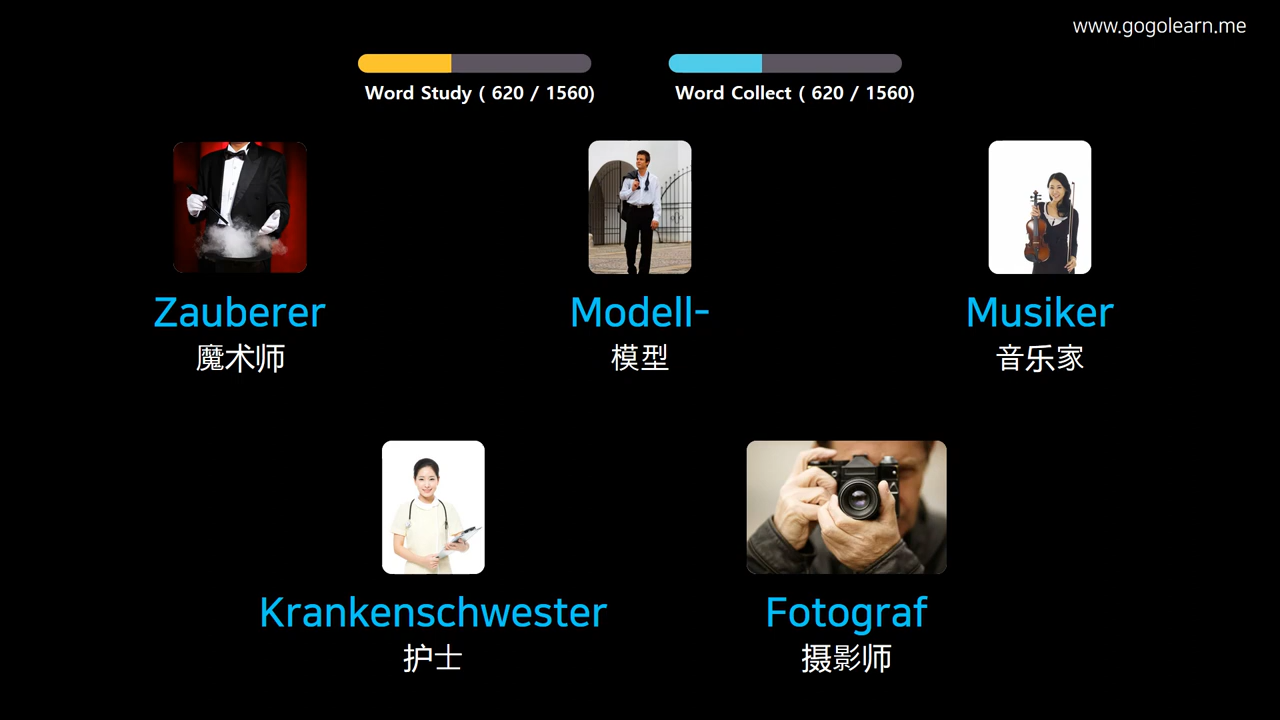 www.gogolearn.me
Word Study ( 620 / 1560)
Word Collect ( 620 / 1560)
Zauberer
魔术师
Modell-
模型
Musiker
音乐家
Krankenschwester
护士
Fotograf
摄影师